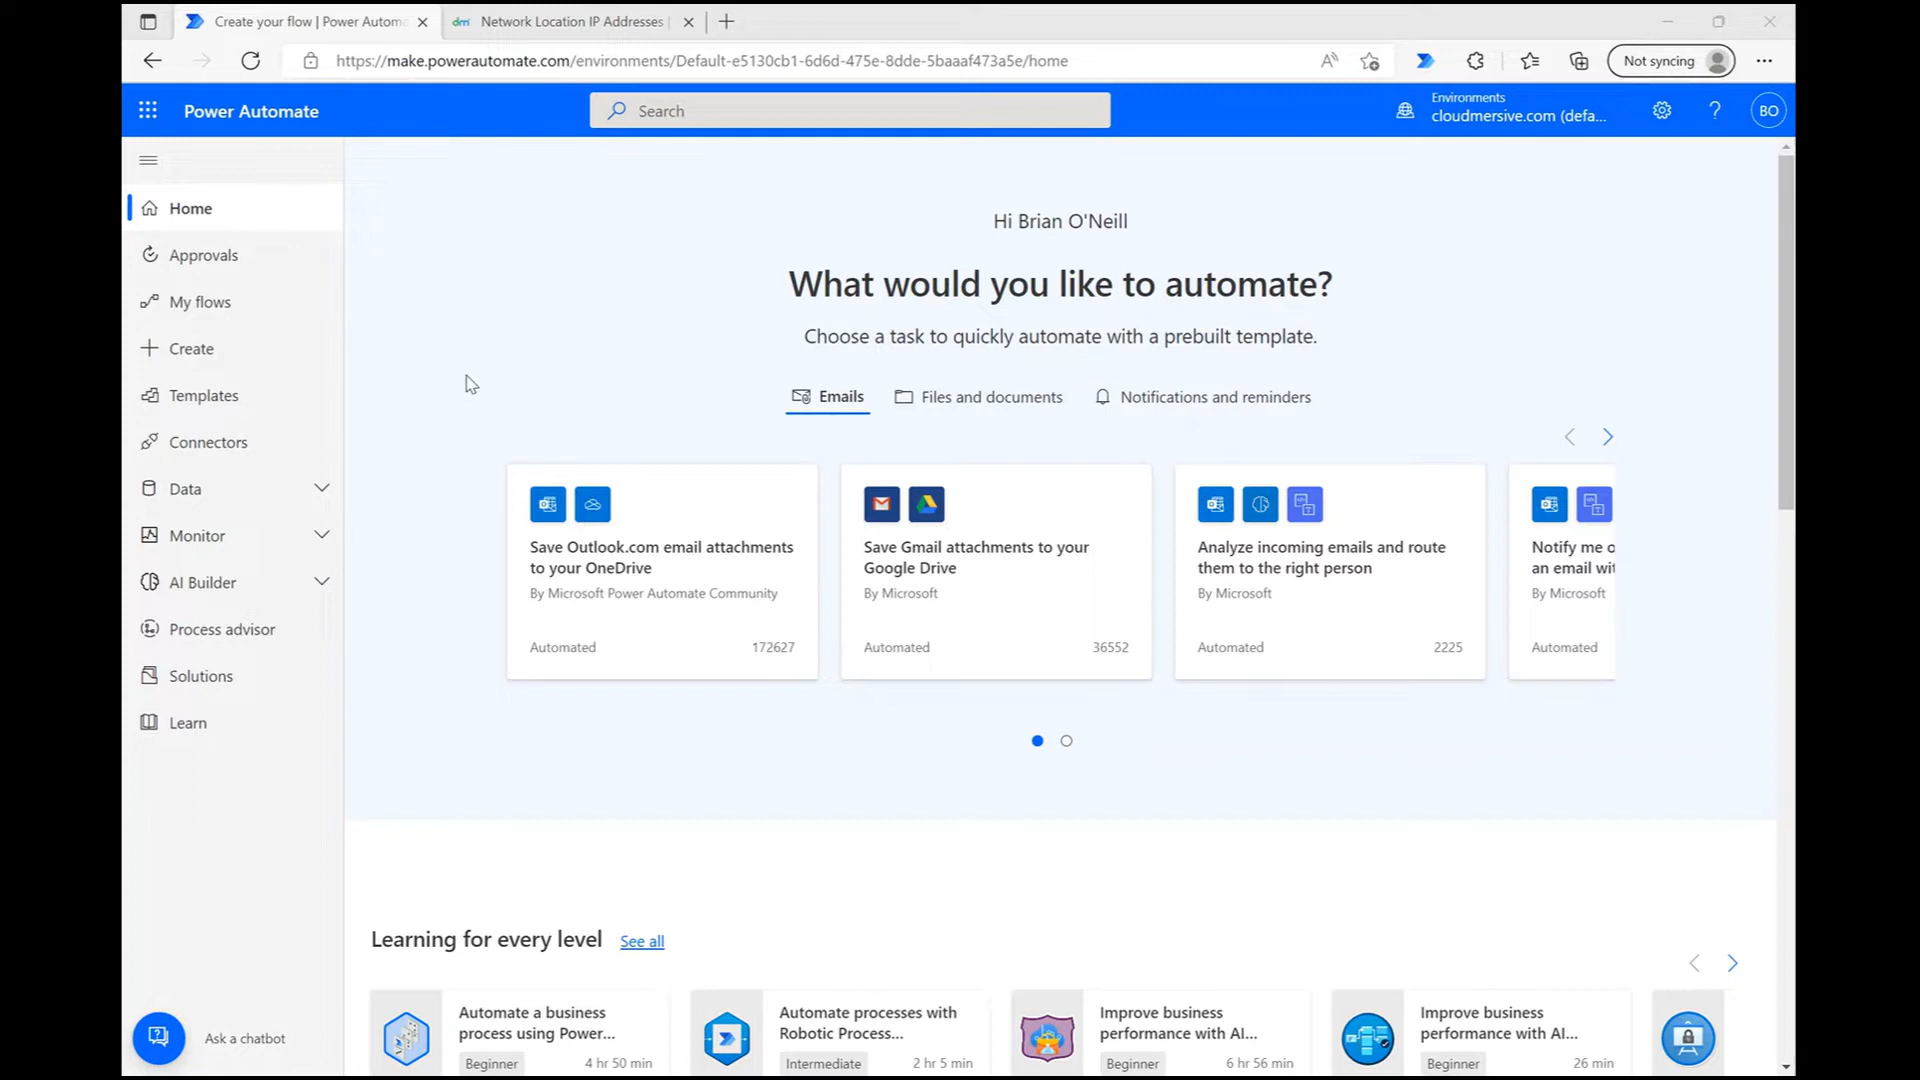 Create your flow | Power Autom
dm Network Location IP Addresses |
https://make.powerautomate.com/environments/Default-e5130cb1-6d6d-475e-8dde-5baaaf473a5e/home
Not syncing
Power Automate
Search
Environments
cloudmersive.com (defa...
BO
Home
Approvals
My flows
Create
Templates
Connectors
Data
Monitor
AI Builder
Process advisor
Solutions
Learn
Ask a chatbot
Hi Brian O'Neill
What would you like to automate?
Choose a task to quickly automate with a prebuilt template.
Emails Files and documents Notifications and reminders
Save Outlook.com email attachments
to your OneDrive
By Microsoft Power Automate Community
Automated 172627
Save Gmail attachments to your
Google Drive
By Microsoft
Automated 36552
Analyze incoming emails and route
them to the right person
By Microsoft
Automated 2225
Notify me o
an email wit
By Microsoft
Automated
Learning for every level See all
Automate a business
process using Power...
Beginner 4 hr 50 min
Automate processes with
Robotic Process...
Intermediate 2 hr 5 min
Improve business
performance with AI...
Beginner 6 hr 56 min
Improve business
performance with AI...
Beginner 26 min